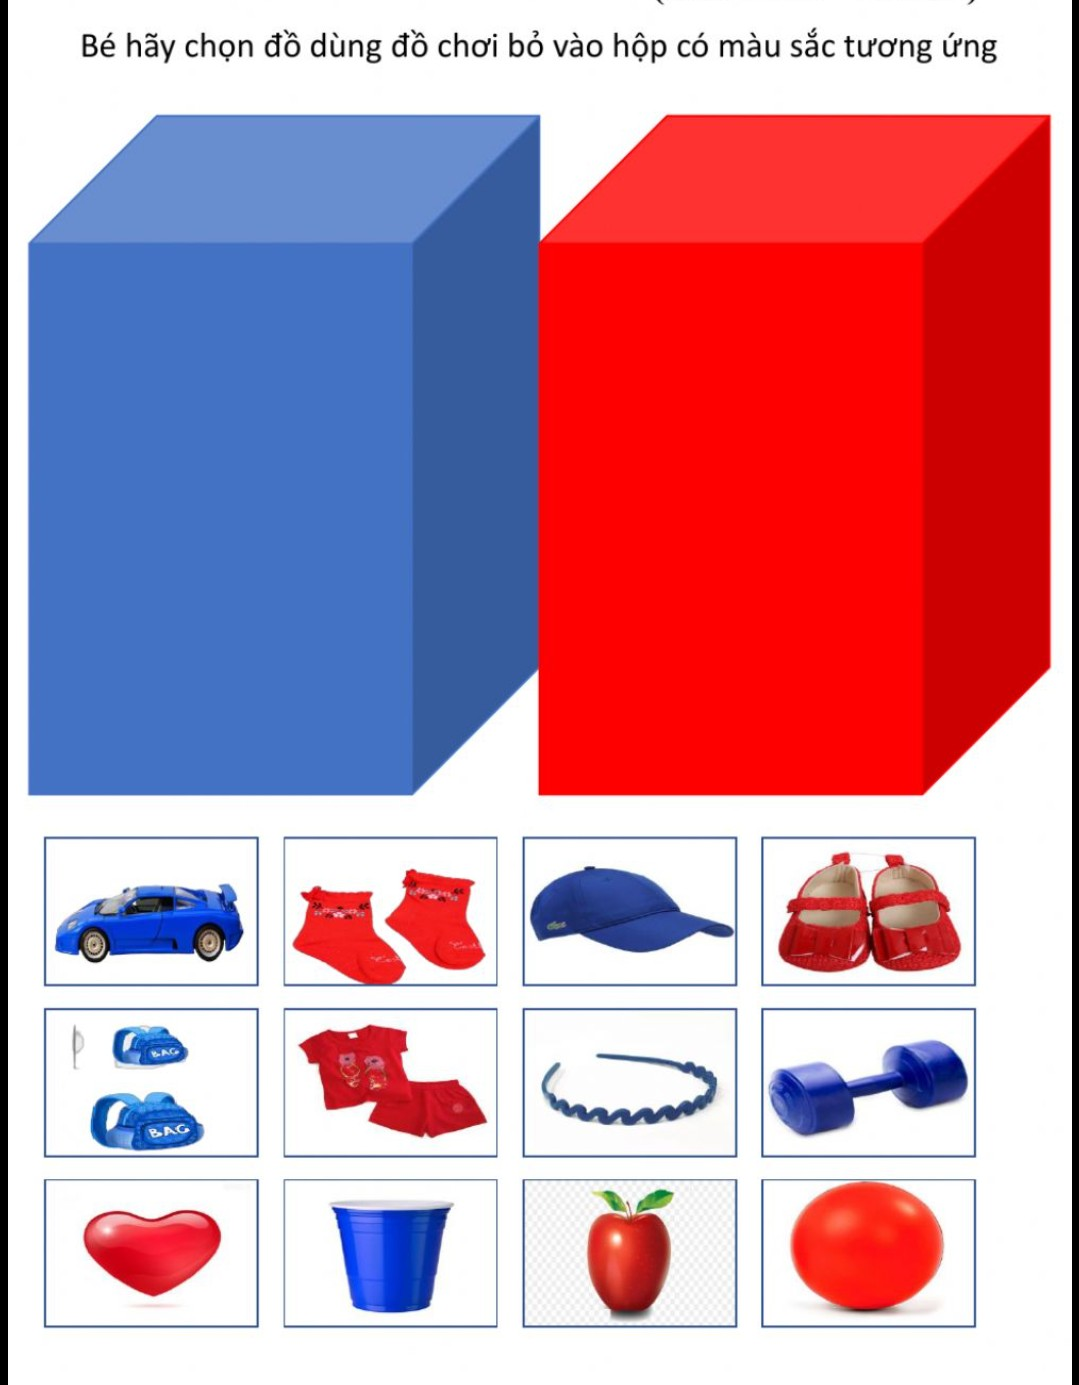 Bé hãy chọn đồ dùng đồ chơi bỏ vào hộp có màu sắc tương ứng
BAG
BAG